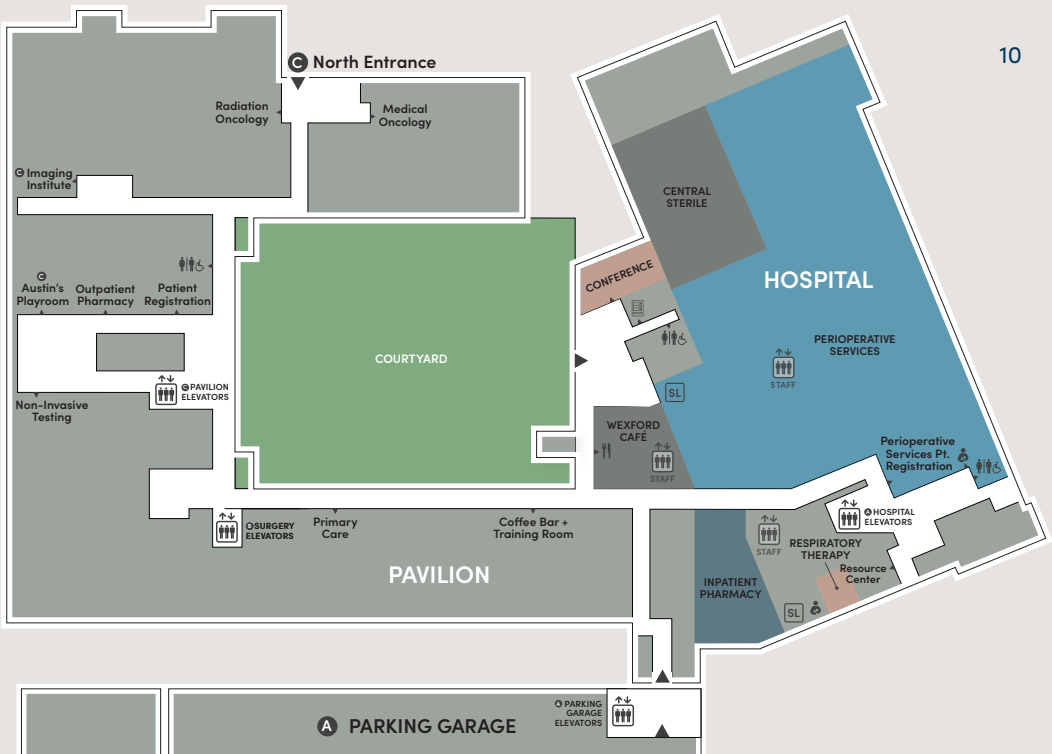 10
C North Entrance
Radiation
Oncology
Medical
Oncology
C Imaging
Institute
CENTRAL
STERILE
C
Austin's
Playroom
Outpatient
Pharmacy
Patient
Registration
CONFERENCE
HOSPITAL
COURTYARD
PERIOPERATIVE
SERVICES
STAFF
C PAVILION
ELEVATORS
SL
Non-Invasive
Testing
WEXFORD
CAFÉ
STAFF
Perioperative
Services Pt.
Registration
SURGERY
ELEVATORS
Primary
Care
Coffee Bar +
Training Room
A HOSPITAL
ELEVATORS
STAFF
RESPIRATORY
THERAPY
Resource
Center
PAVILION
INPATIENT
PHARMACY
SL
A PARKING
GARAGE
ELEVATORS
A PARKING GARAGE